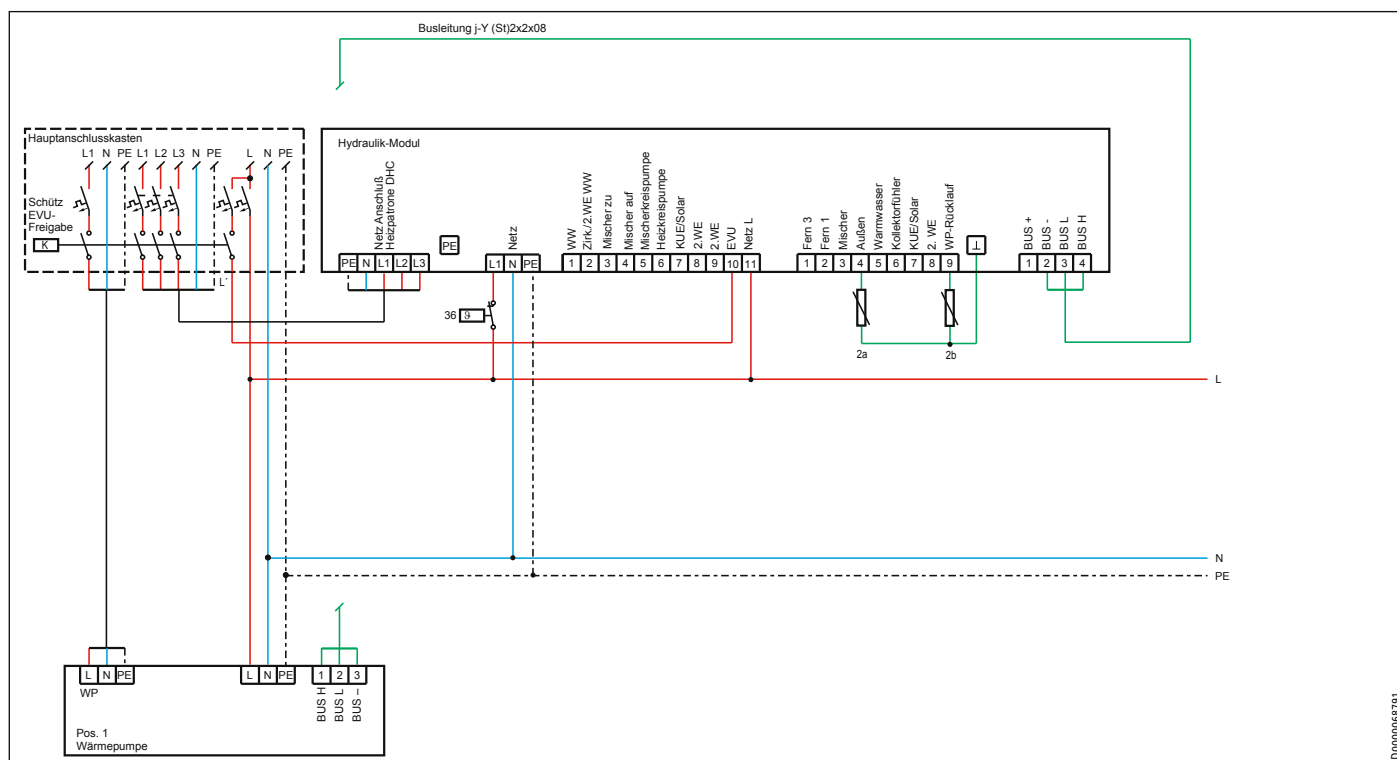 Busleitung j-Y (St)2x2x08
Hauptanschlusskasten
L1 N PE L1 L2 L3 N PE L N PE
Schütz
EVU-
Freigabe
K
L´
Hydraulik-Modul
Netz Anschluß
Heizpatrone DHC
PE N L1 L2 L3
PE
Netz
L1 N PE
WW
Zirk./2.WE WW
Mischer zu
Mischer auf
Mischerkreispumpe
Heizkreispumpe
KUE/Solar
2.WE
2.WE
EVU
Netz L
1 2 3 4 5 6 7 8 9 10 11
Fern 3
Fern 1
Mischer
Außen
Warmwasser
Kollektorfühler
KUE/Solar
2. WE
WP-Rücklauf
1 2 3 4 5 6 7 8 9
BUS +
BUS -
BUS L
BUS H
1 2 3 4
36 ϑ
2a
2b
L
N
PE
L N PE
WP
L N PE
1 2 3
BUS H
BUS L
BUS –
Pos. 1
Wärmepumpe
D0000068791